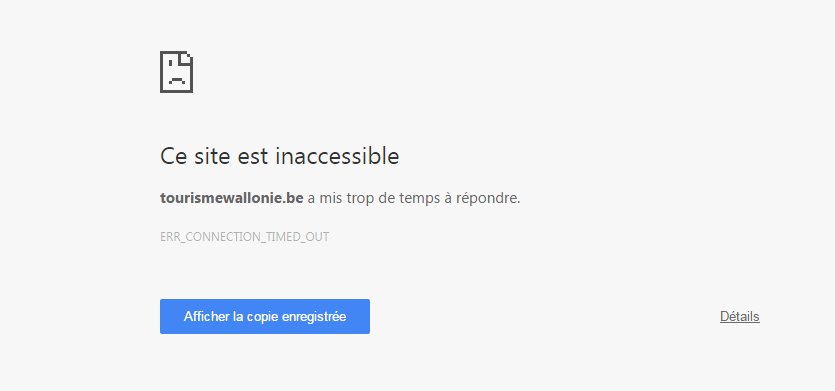 Ce site est inaccessible
tourismewallonie.be a mis trop de temps à répondre.
ERR_CONNECTION_TIMED_OUT
Afficher la copie enregistrée
Détails